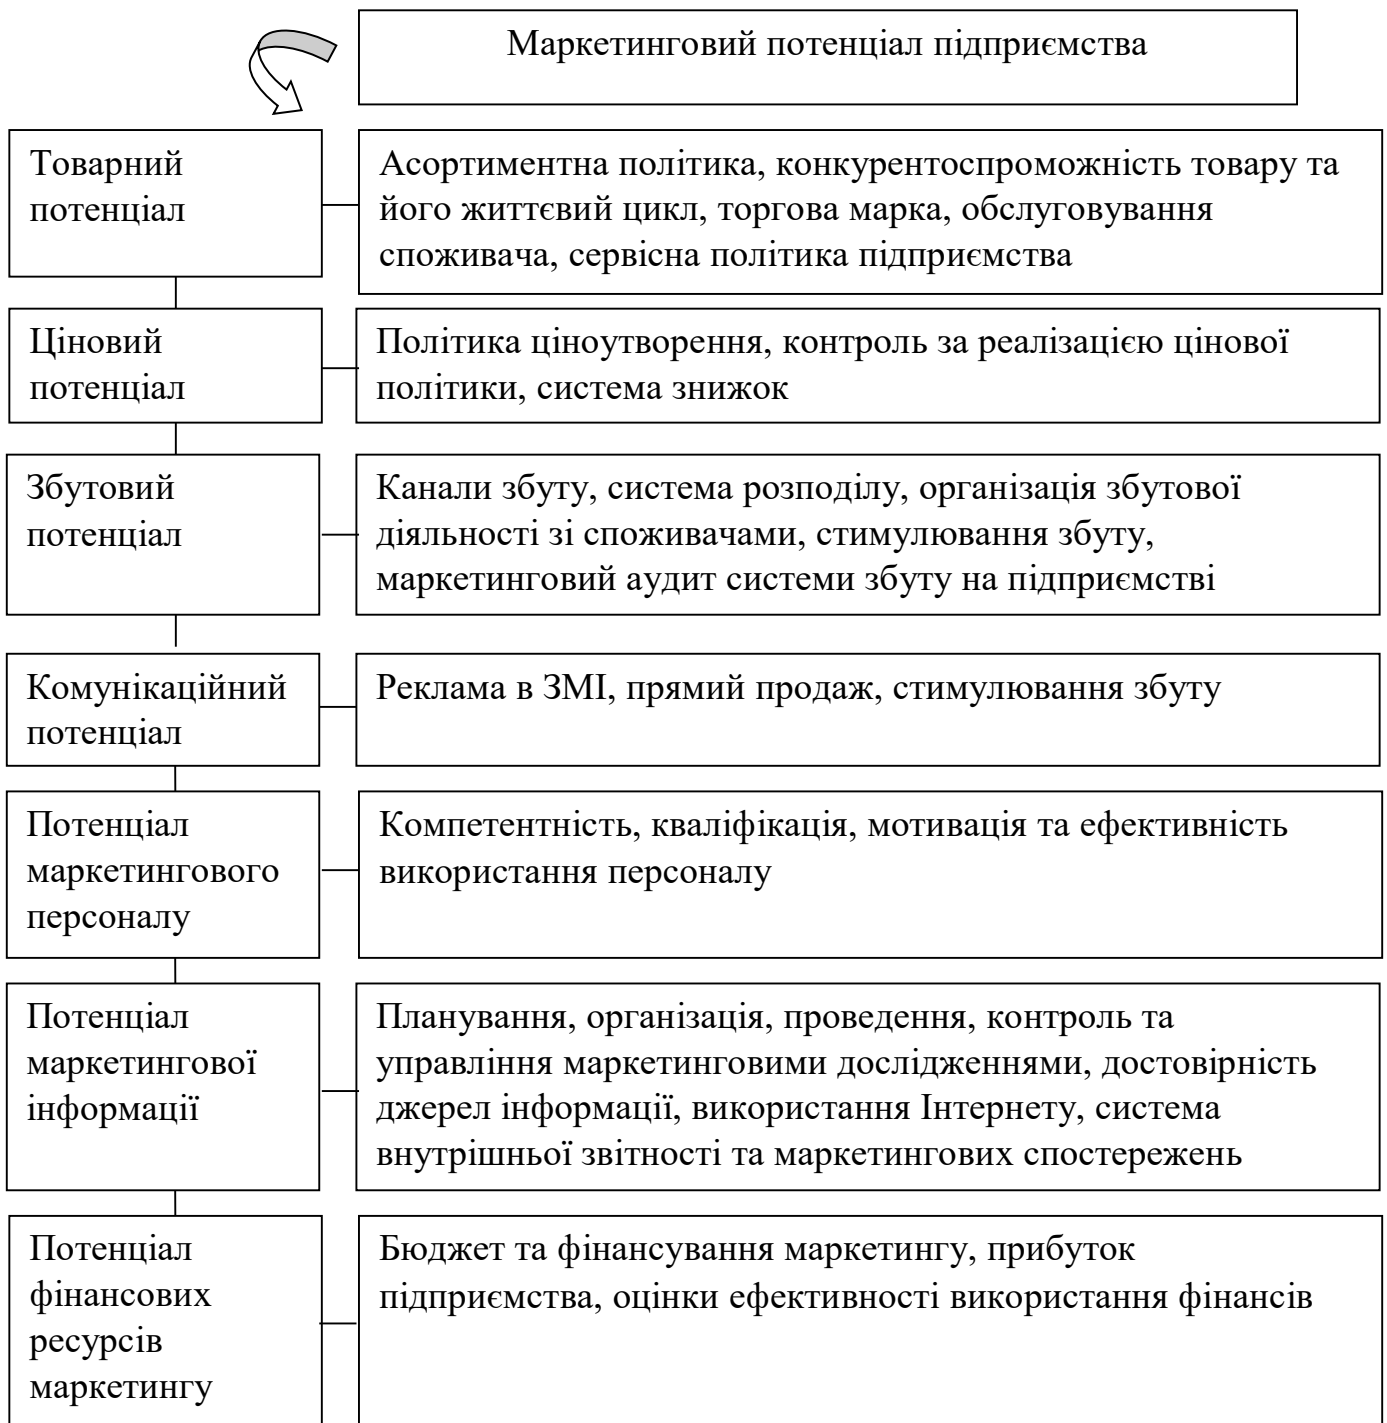 Маркетинговий потенціал підприємства
Товарний
потенціал
Асортиментна політика, конкурентоспроможність товару та
його життєвий цикл, торгова марка, обслуговування
споживача, сервісна політика підприємства
Ціновий
потенціал
Політика ціноутворення, контроль за реалізацією цінової
політики, система знижок
Збутовий
потенціал
Канали збуту, система розподілу, організація збутової
діяльності зі споживачами, стимулювання збуту,
маркетинговий аудит системи збуту на підприємстві
Комунікаційний
потенціал
Реклама в ЗМІ, прямий продаж, стимулювання збуту
Потенціал
маркетингового
персоналу
Компетентність, кваліфікація, мотивація та ефективність
використання персоналу
Потенціал
маркетингової
інформації
Планування, організація, проведення, контроль та
управління маркетинговими дослідженнями, достовірність
джерел інформації, використання Інтернету, система
внутрішньої звітності та маркетингових спостережень
Потенціал
фінансових
ресурсів
маркетингу
Бюджет та фінансування маркетингу, прибуток
підприємства, оцінки ефективності використання фінансів